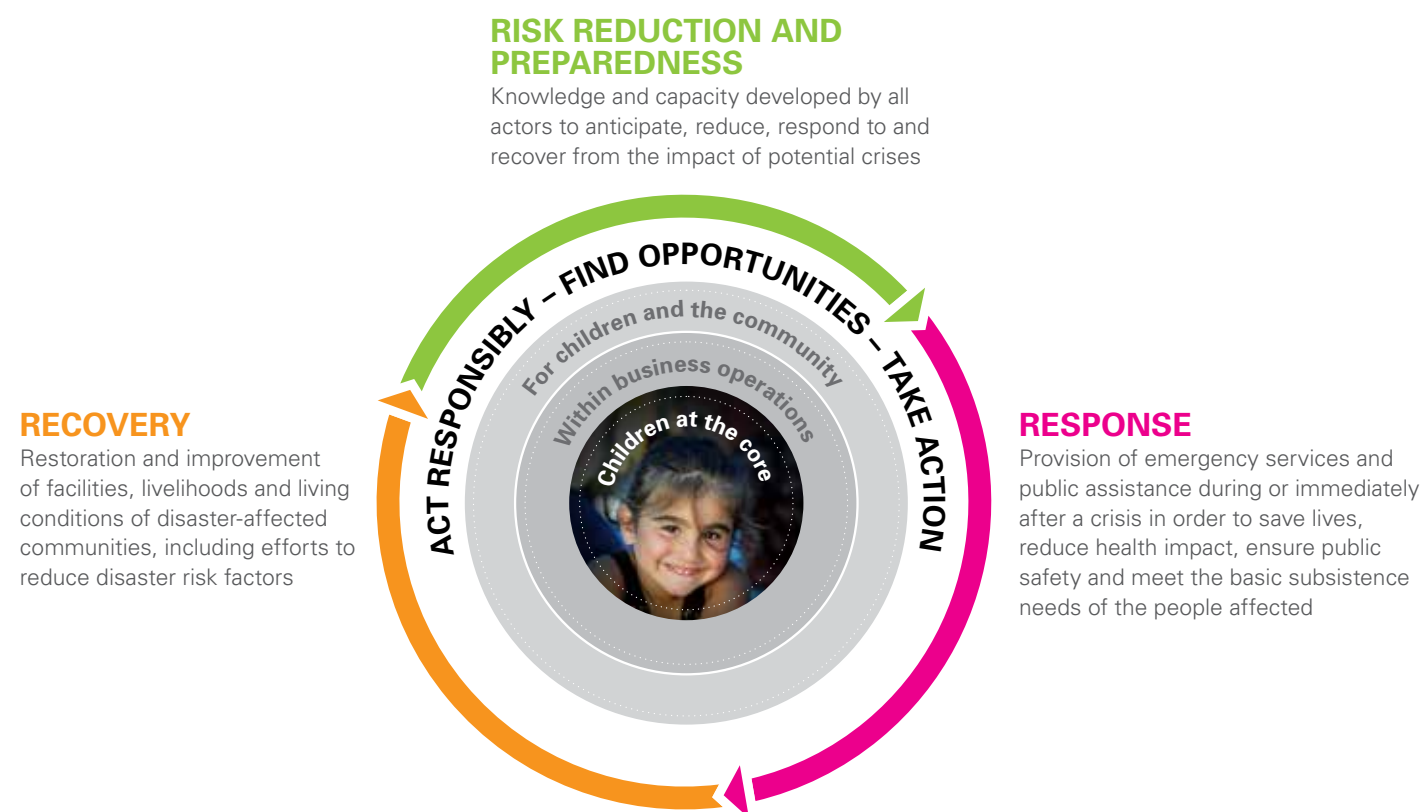 RISK REDUCTION AND
PREPAREDNESS
Knowledge and capacity developed by all
actors to anticipate, reduce, respond to and
recover from the impact of potential crises
ACT RESPONSIBLY – FIND OPPORTUNITIES – TAKE ACTION
For children and the community
Within business operations
Children at the core
RECOVERY
Restoration and improvement
of facilities, livelihoods and living
conditions of disaster-affected
communities, including efforts to
reduce disaster risk factors
RESPONSE
Provision of emergency services and
public assistance during or immediately
after a crisis in order to save lives,
reduce health impact, ensure public
safety and meet the basic subsistence
needs of the people affected